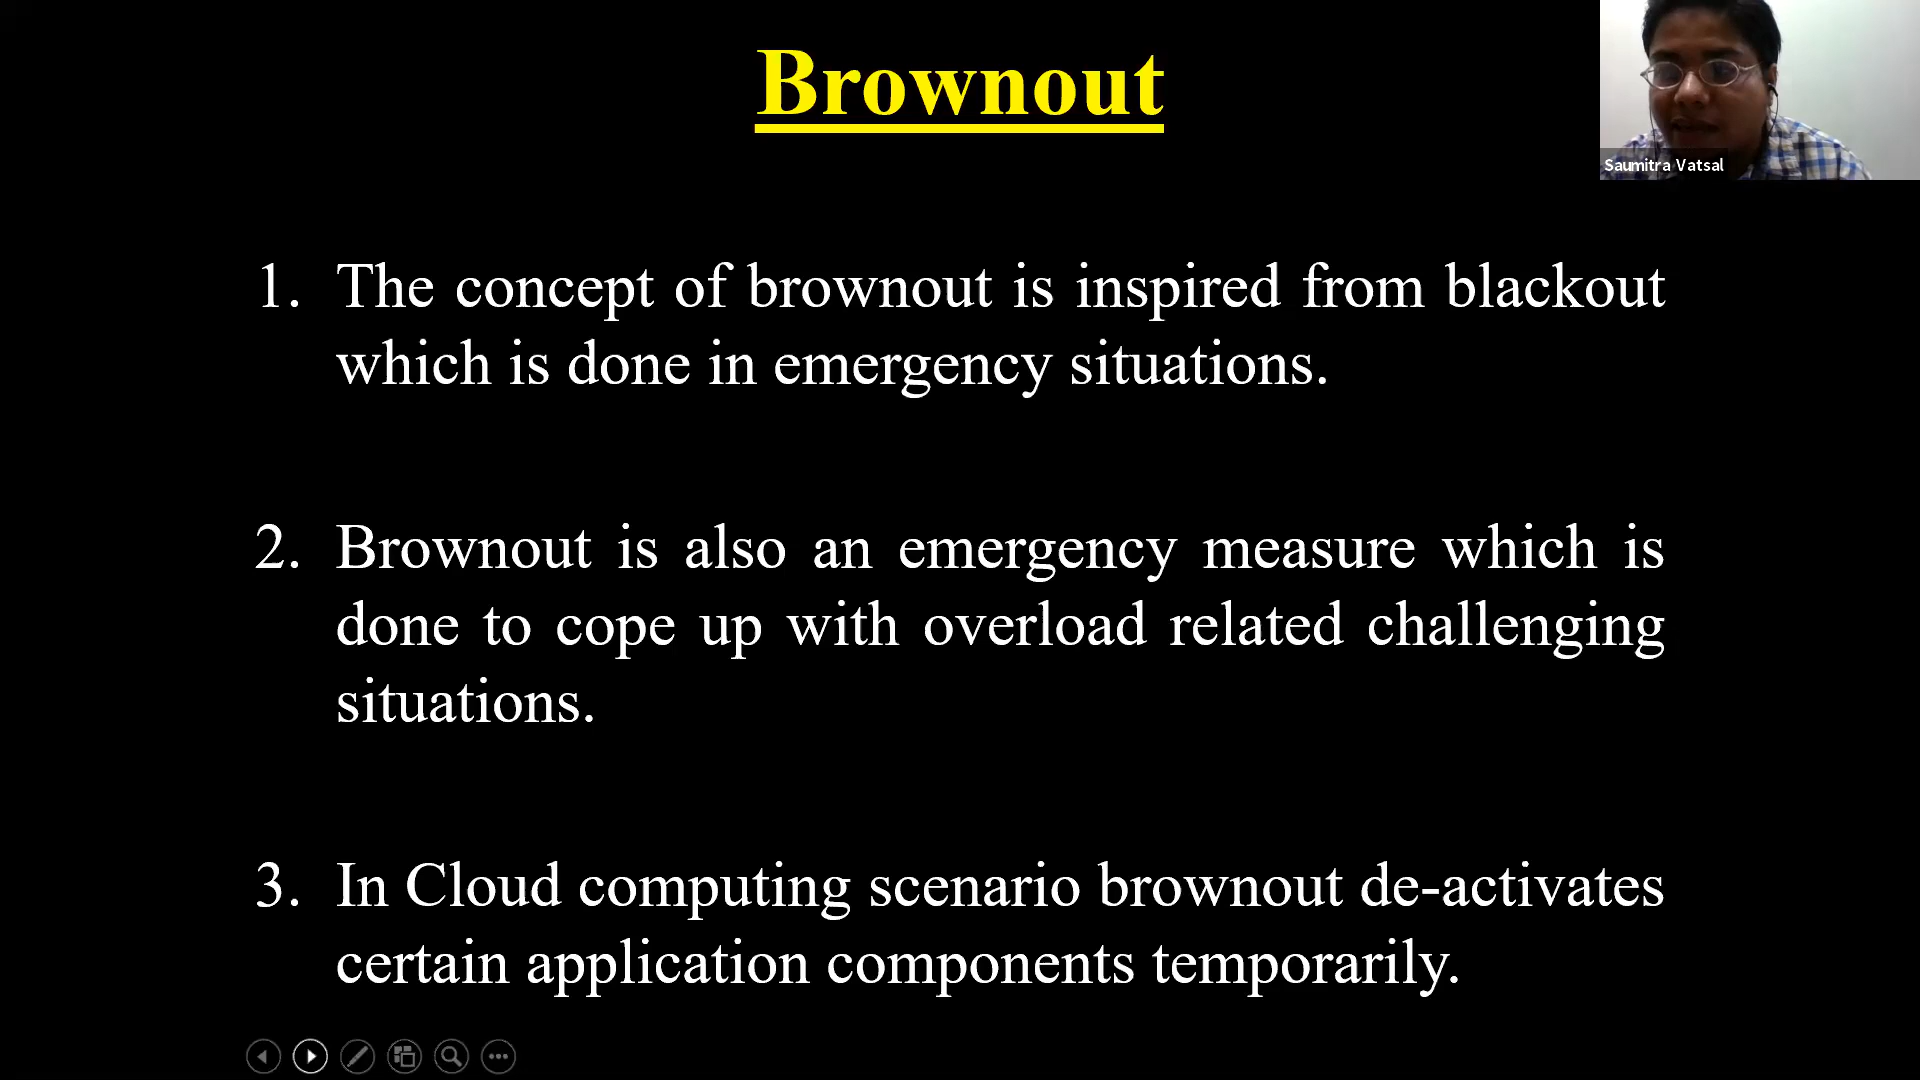 Brownout
Saumitra Vatsal
1. The concept of brownout is inspired from blackout
which is done in emergency situations.
2. Brownout is also an emergency measure which is
done to cope up with overload related challenging
situations.
3. In Cloud computing scenario brownout de-activates
certain application components temporarily.